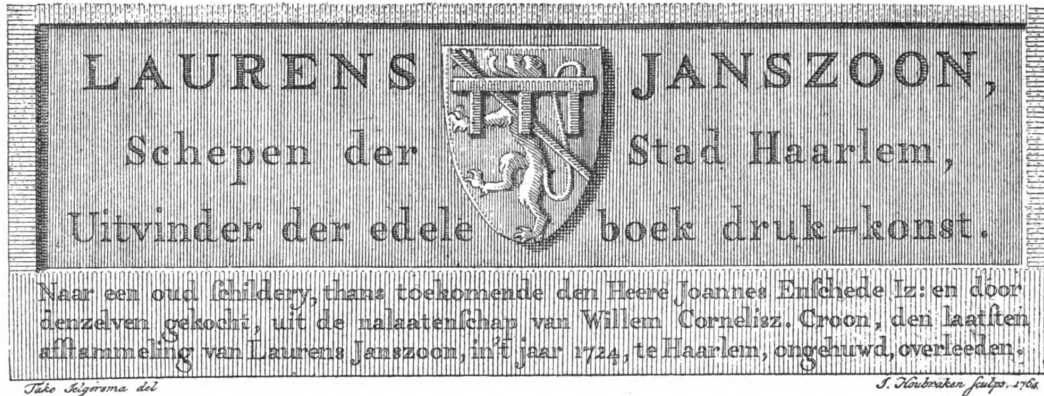 LAURENS JANSZOON,
Schepen der Stad Haarlem,
Uitvinder der edele boek druk-konst.
Naar een oud ſchildery, thans toekomende den Heere Joannes Enſchede Iz: en door
denzelven gekocht, uit de nalaatenſchap van Willem Cornelisz. Croon, den laatſten
afſtammeling van Laurens Janszoon, in't jaar 1724, te Haarlem, ongehuwd, overleeden.
Tako Jelgersma del
J. Houbraken ſculps. 1764.